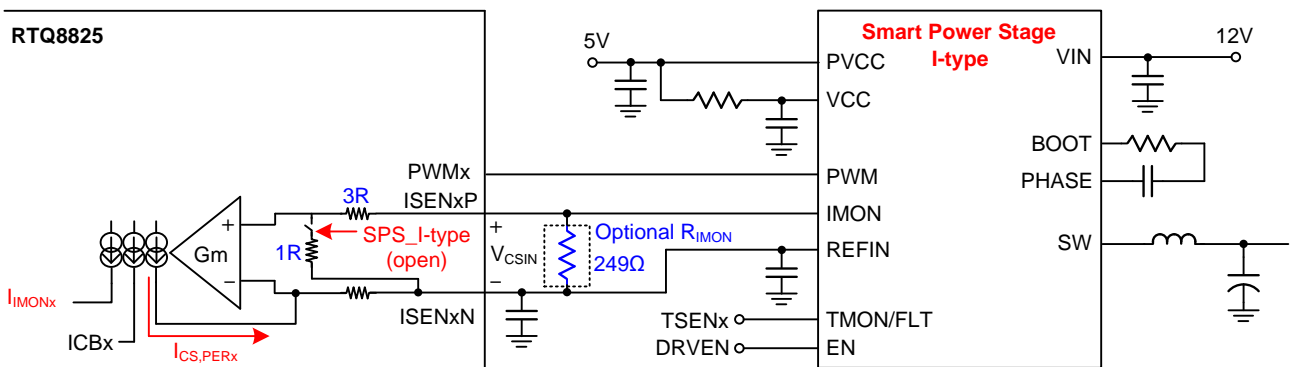 RTQ8825
Smart Power Stage
I-type
5V
12V
PVCC
VIN
VCC
BOOT
PHASE
PWMx
PWM
ISENxP
IMON
3R
SPS_I-type
(open)
1R
+
Gm
−
+
VCSIN
−
Optional RIMON
249Ω
REFIN
SW
IIMONx
ICBx
ICS,PERx
ISENxN
TSENx
TMON/FLT
DRVEN
EN